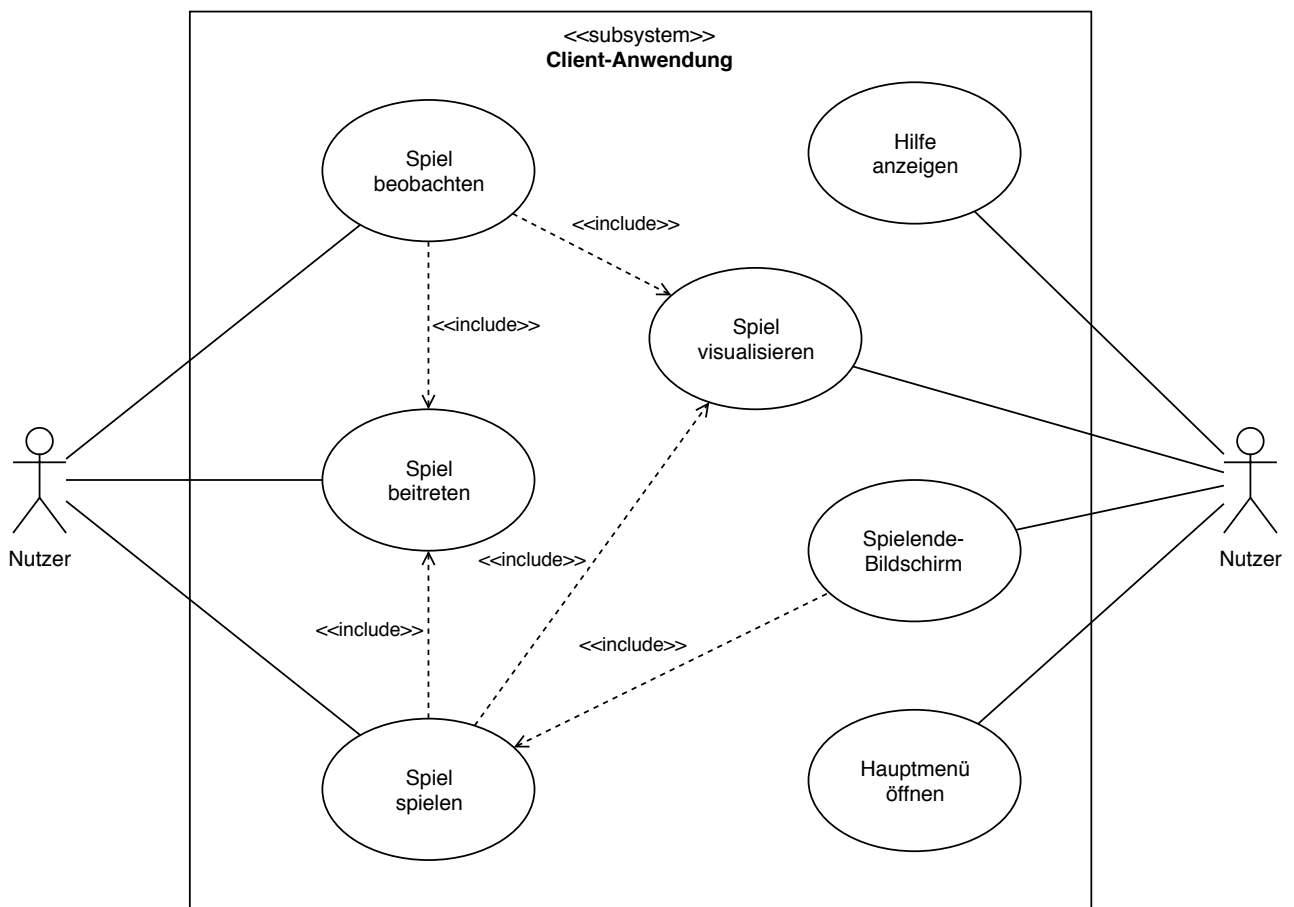 <<subsystem>>
Client-Anwendung
Spiel
beobachten
Hilfe
anzeigen
<<include>>
<<include>>
Spiel
visualisieren
Spiel
beitreten
Nutzer
<<include>>
Spielende-
Bildschirm
Nutzer
<<include>>
<<include>>
Spiel
spielen
Hauptmenü
öffnen